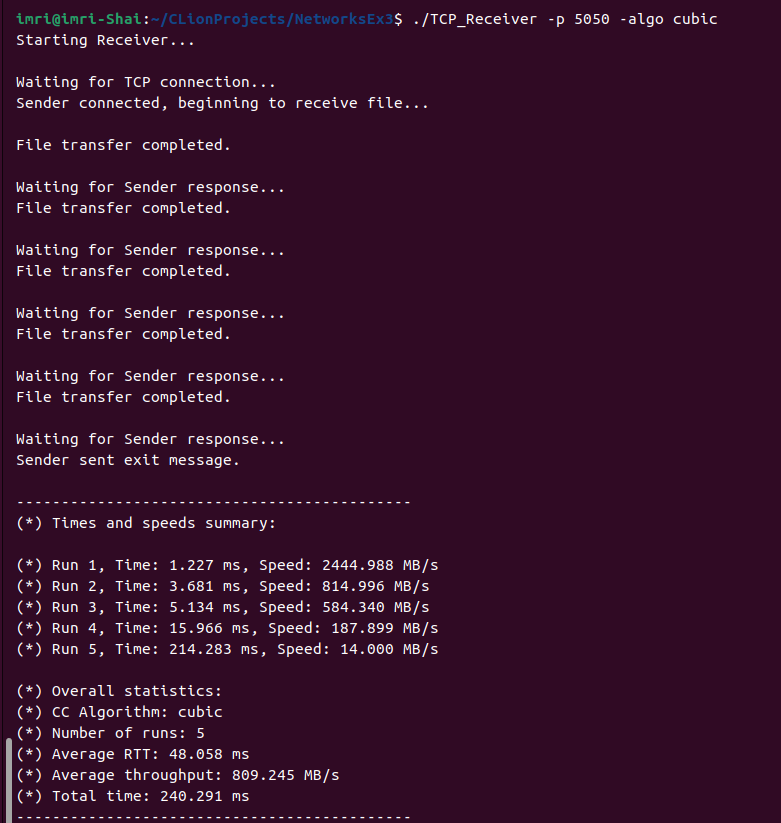 imri@imri-Shai:~/CLionProjects/NetworksEx3$ ./TCP_Receiver -p 5050 -algo cubic
Starting Receiver...
Waiting for TCP connection...
Sender connected, beginning to receive file...
File transfer completed.
Waiting for Sender response...
File transfer completed.
Waiting for Sender response...
File transfer completed.
Waiting for Sender response...
File transfer completed.
Waiting for Sender response...
File transfer completed.
Waiting for Sender response...
Sender sent exit message.
--------------------------------------------
(*) Times and speeds summary:
(*) Run 1, Time: 1.227 ms, Speed: 2444.988 MB/s
(*) Run 2, Time: 3.681 ms, Speed: 814.996 MB/s
(*) Run 3, Time: 5.134 ms, Speed: 584.340 MB/s
(*) Run 4, Time: 15.966 ms, Speed: 187.899 MB/s
(*) Run 5, Time: 214.283 ms, Speed: 14.000 MB/s
(*) Overall statistics:
(*) CC Algorithm: cubic
(*) Number of runs: 5
(*) Average RTT: 48.058 ms
(*) Average throughput: 809.245 MB/s
(*) Total time: 240.291 ms
--------------------------------------------